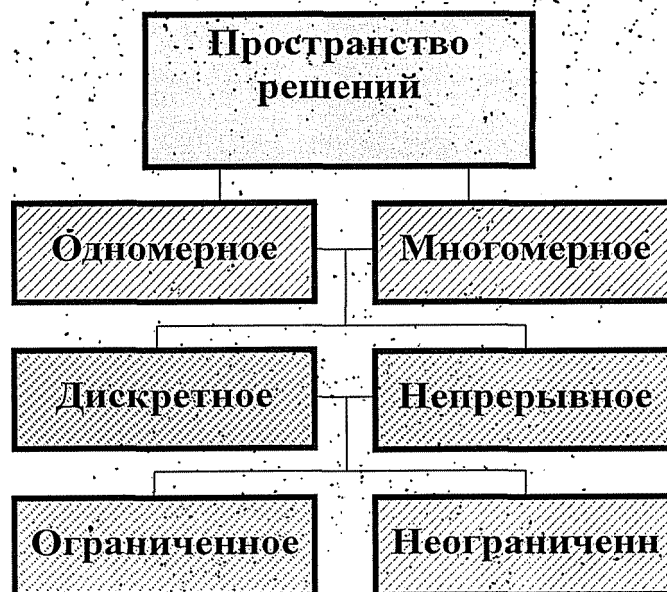 Пространство
решений
Одномерное
Многомерное
Дискретное
Непрерывное
Ограниченное
Неограниченн